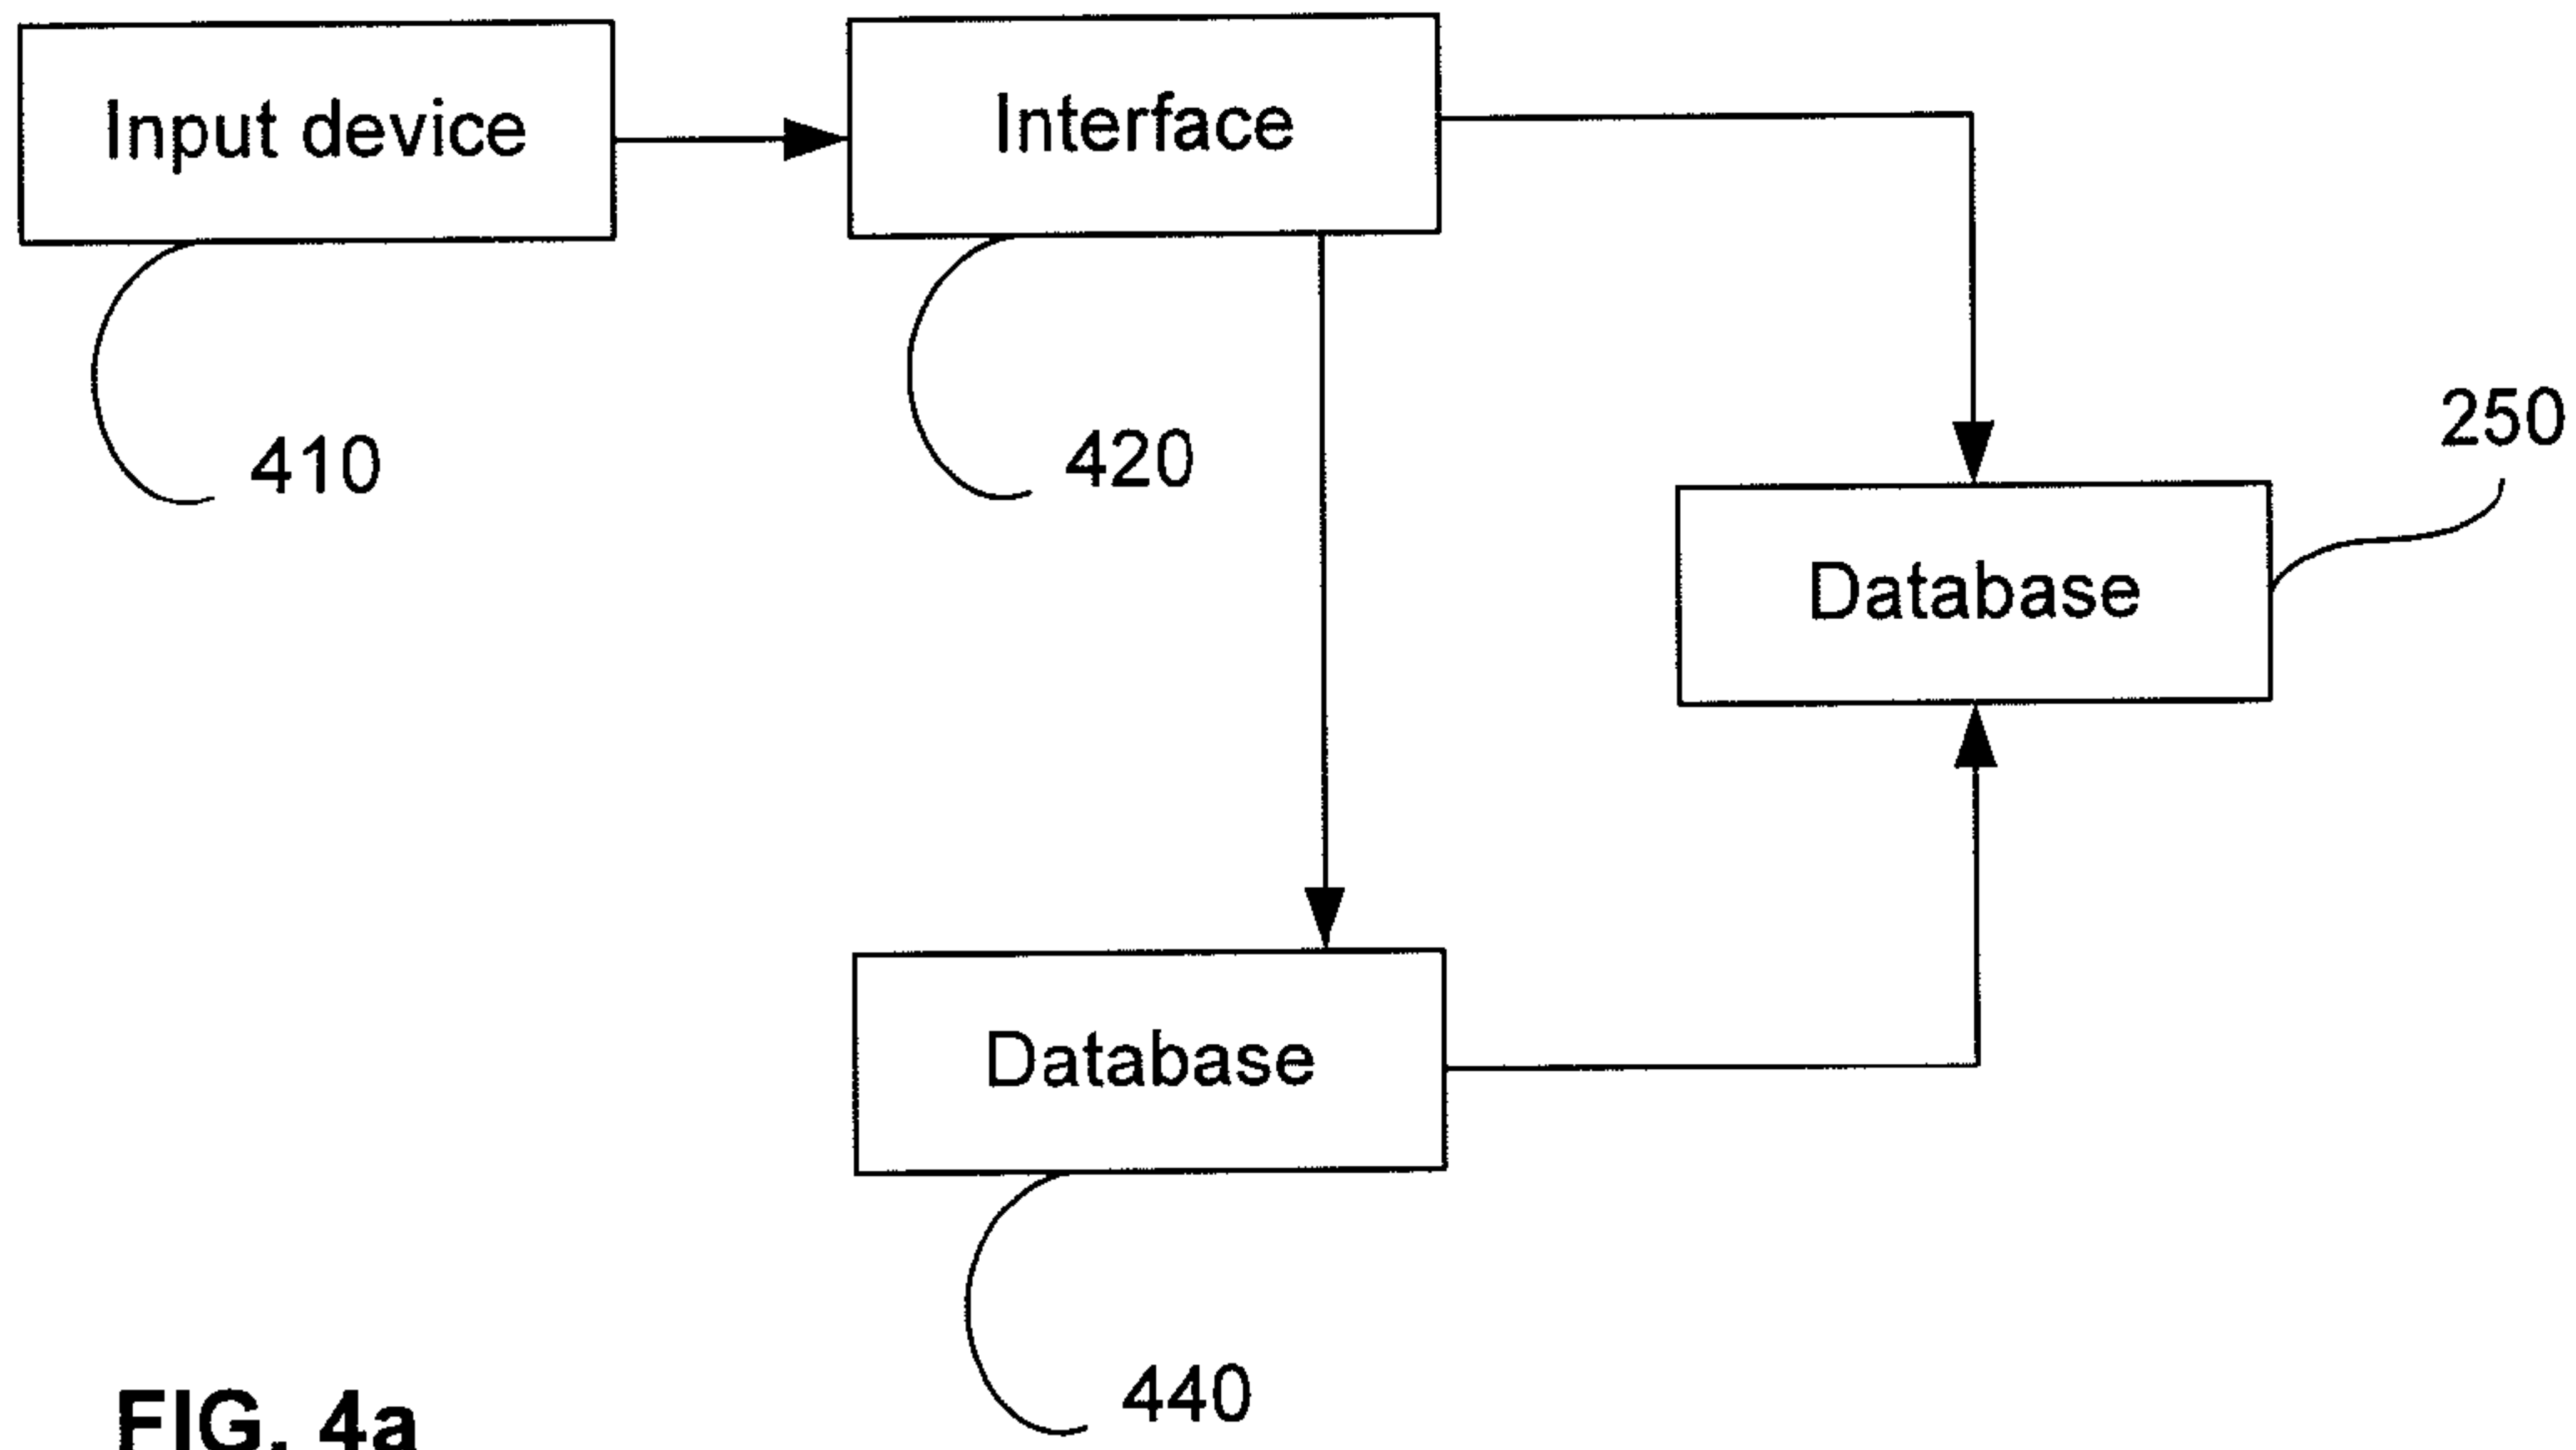 Input device
Interface
410
420
250
Database
Database
440
FIG. 4a